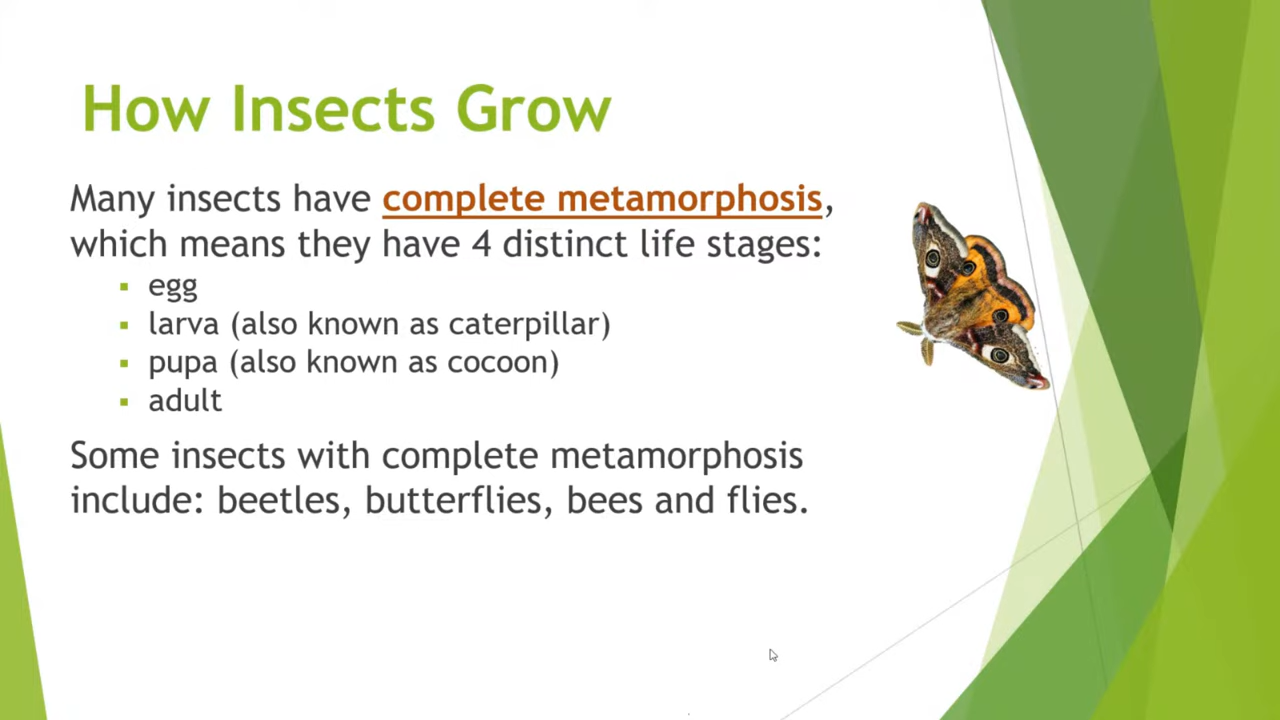 How Insects Grow
Many insects have complete metamorphosis,
which means they have 4 distinct life stages:
▪ egg
▪ larva (also known as caterpillar)
▪ pupa (also known as cocoon)
▪ adult
Some insects with complete metamorphosis
include: beetles, butterflies, bees and flies.